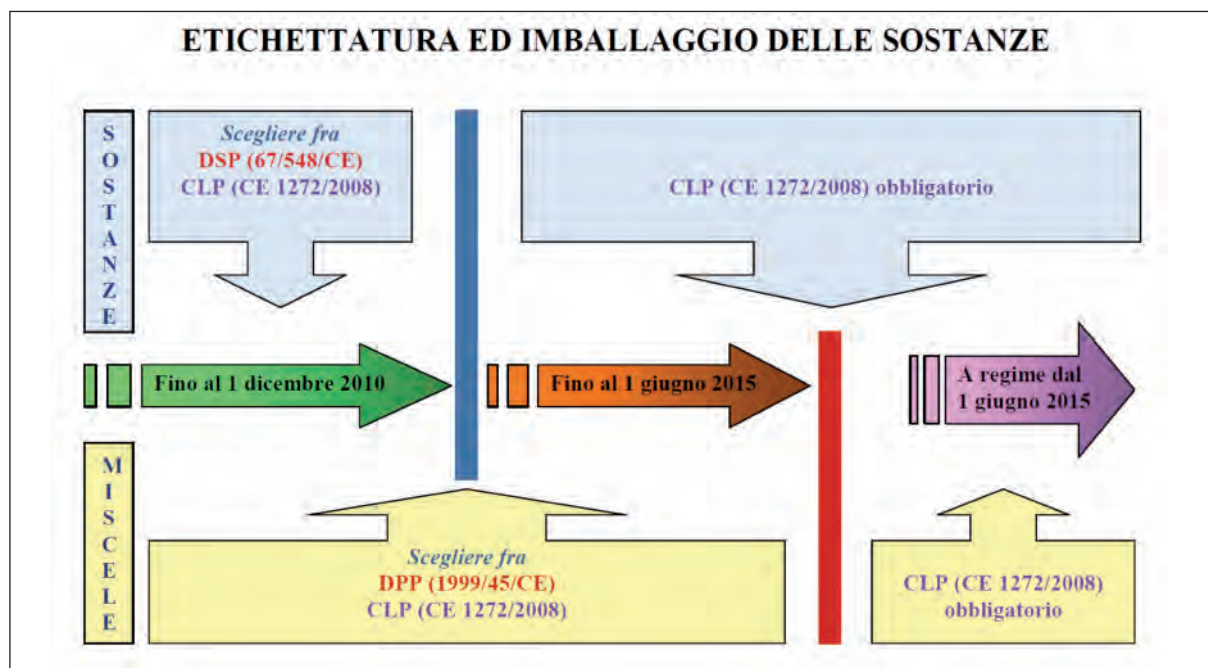 ETICHETTATURA ED IMBALLAGGIO DELLE SOSTANZE
SOSTANZE
Scegliere fra
DSP (67/548/CE)
CLP (CE 1272/2008)
CLP (CE 1272/2008) obbligatorio
Fino al 1 dicembre 2010
Fino al 1 giugno 2015
A regime dal
1 giugno 2015
MISCELE
Scegliere fra
DPP (1999/45/CE)
CLP (CE 1272/2008)
CLP (CE 1272/2008)
obbligatorio